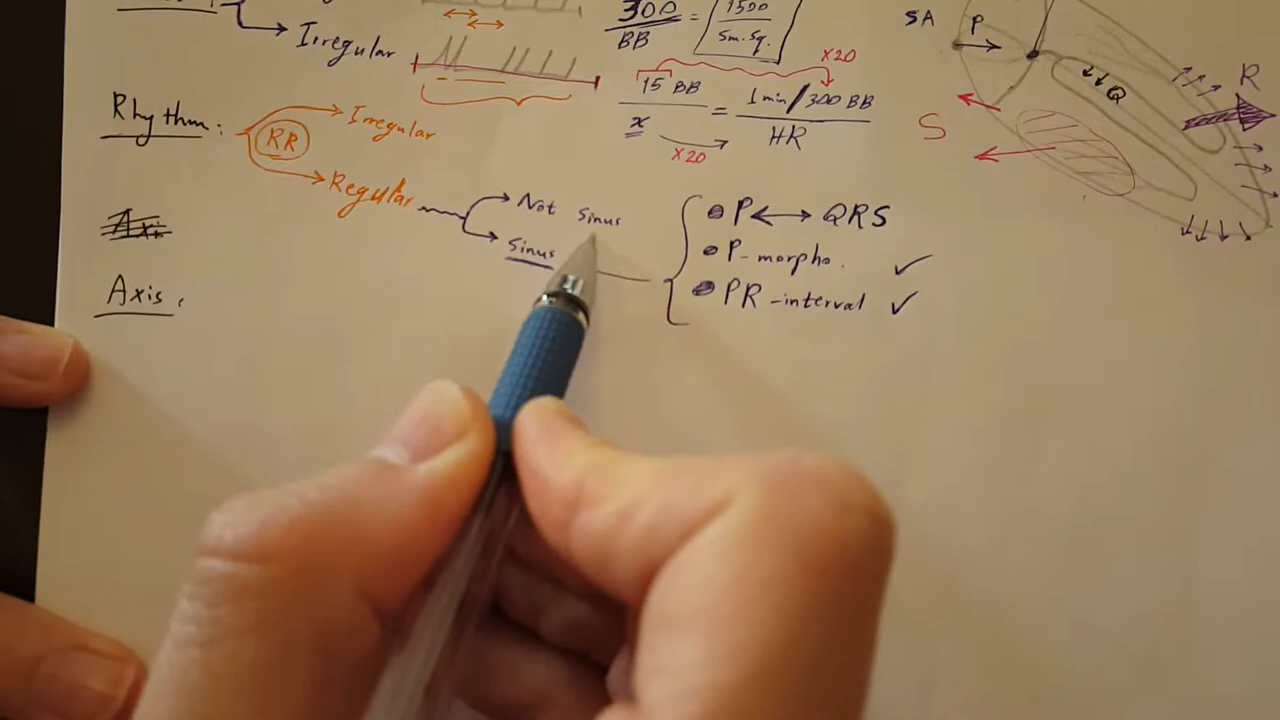 Irregular
300 / BB = 1500 / Sm. Sq.
x20
15 BB / x = 1 min / 300 BB / HR
x20
SA
P
Q
R
S
Rhythm:
RR
Irregular
Regular
Not Sinus
Sinus
P ↔ QRS
P-morpho. ✓
PR-interval ✓
Axis.